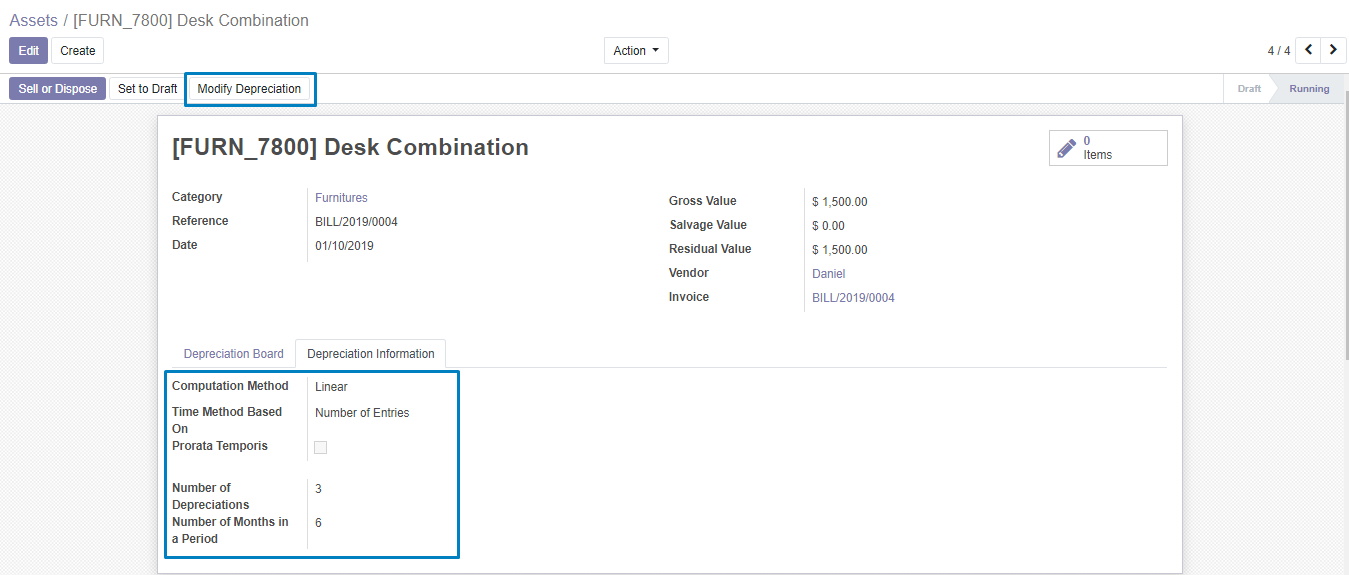 Assets / [FURN_7800] Desk Combination
Edit Create Action 4 / 4
Sell or Dispose Set to Draft Modify Depreciation Draft Running
[FURN_7800] Desk Combination
0
Items
Category Furnitures
Reference BILL/2019/0004
Date 01/10/2019
Gross Value $ 1,500.00
Salvage Value $ 0.00
Residual Value $ 1,500.00
Vendor Daniel
Invoice BILL/2019/0004
Depreciation Board Depreciation Information
Computation Method Linear
Time Method Based Number of Entries
On
Prorata Temporis
Number of 3
Depreciations
Number of Months in 6
a Period